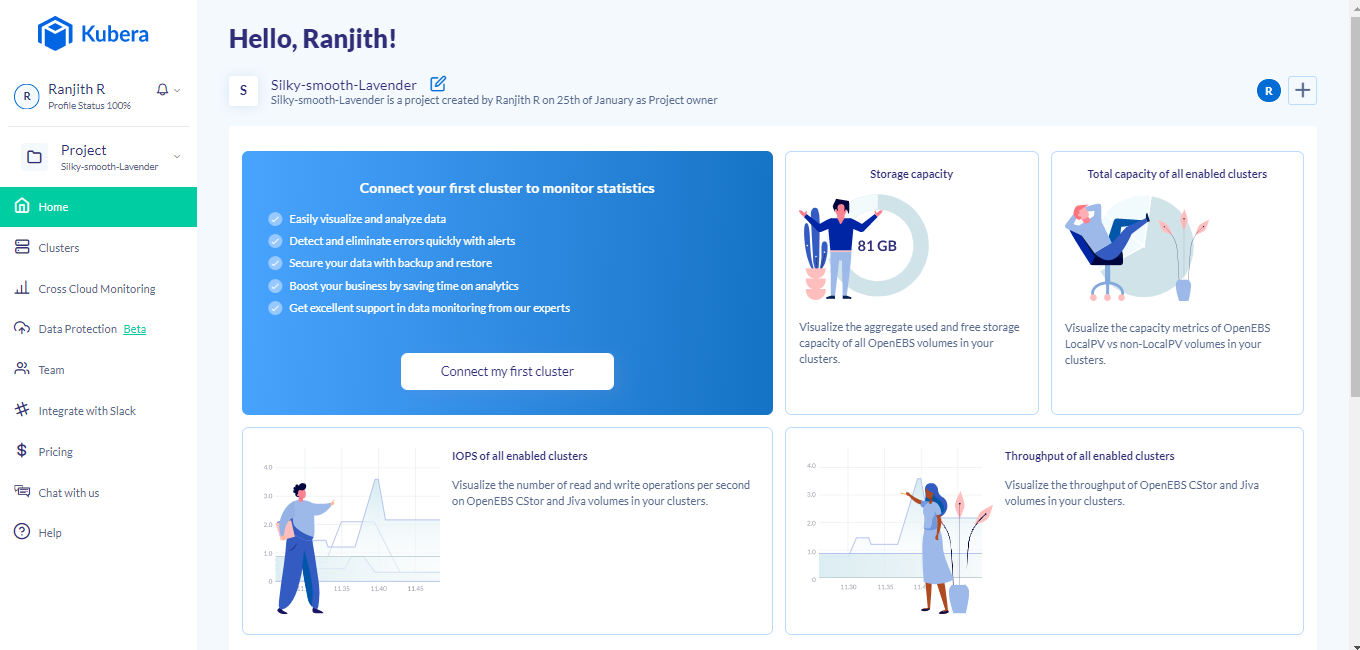 Kubera
R
Ranjith R
Profile Status 100%
Project
Silky-smooth-Lavender
Home
Clusters
Cross Cloud Monitoring
Data Protection Beta
Team
Integrate with Slack
Pricing
Chat with us
Help
Hello, Ranjith!
S
Silky-smooth-Lavender
Silky-smooth-Lavender is a project created by Ranjith R on 25th of January as Project owner
R
Connect your first cluster to monitor statistics
Easily visualize and analyze data
Detect and eliminate errors quickly with alerts
Secure your data with backup and restore
Boost your business by saving time on analytics
Get excellent support in data monitoring from our experts
Connect my first cluster
Storage capacity
81 GB
Visualize the aggregate used and free storage
capacity of all OpenEBS volumes in your
clusters.
Total capacity of all enabled clusters
Visualize the capacity metrics of OpenEBS
LocalPV vs non-LocalPV volumes in your
clusters.
4.0
3.0
2.0
1.0
0
11.35
11.40
11.45
IOPS of all enabled clusters
Visualize the number of read and write operations per second
on OpenEBS CStor and Jiva volumes in your clusters.
4.0
3.0
2.0
1.0
0
11.30
11.35
Throughput of all enabled clusters
Visualize the throughput of OpenEBS CStor and Jiva
volumes in your clusters.